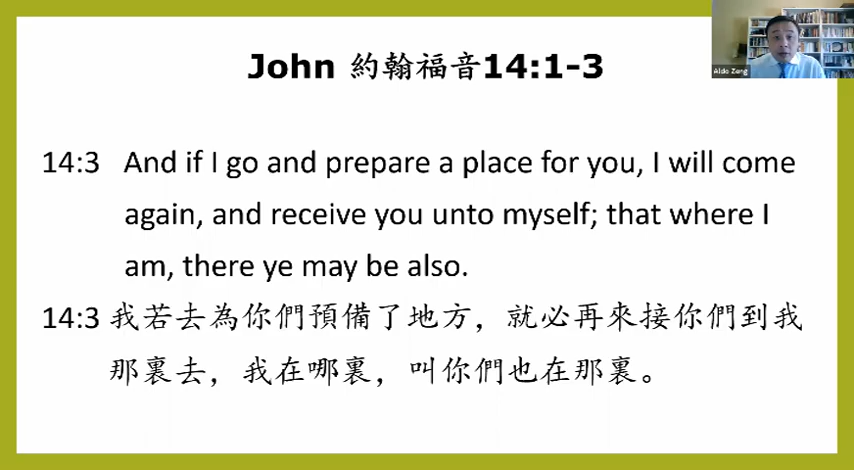 John 約翰福音14:1-3
Aldo Zeng
14:3 And if I go and prepare a place for you, I will come
again, and receive you unto myself; that where I
am, there ye may be also.
14:3 我若去為你們預備了地方，就必再來接你們到我
那裏去，我在哪裏，叫你們也在那裏。